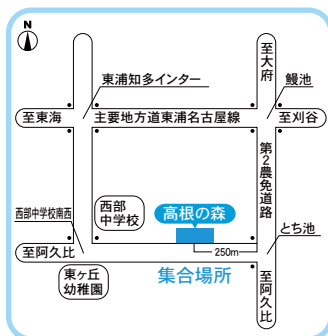 N
至大府
東浦知多インター
鰻池
至東海
主要地方道東浦名古屋線
至刈谷
第2農免道路
西部
中学校
高根の森
西部中学校南西
とち池
250m
至阿久比
東ヶ丘
幼稚園
集合場所
至阿久比